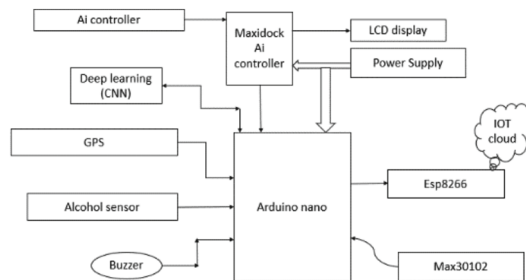 Ai controller
Maxidock
Ai
controller
LCD display
Power Supply
Deep learning
(CNN)
IOT
cloud
GPS
Esp8266
Alcohol sensor
Arduino nano
Buzzer
Max30102